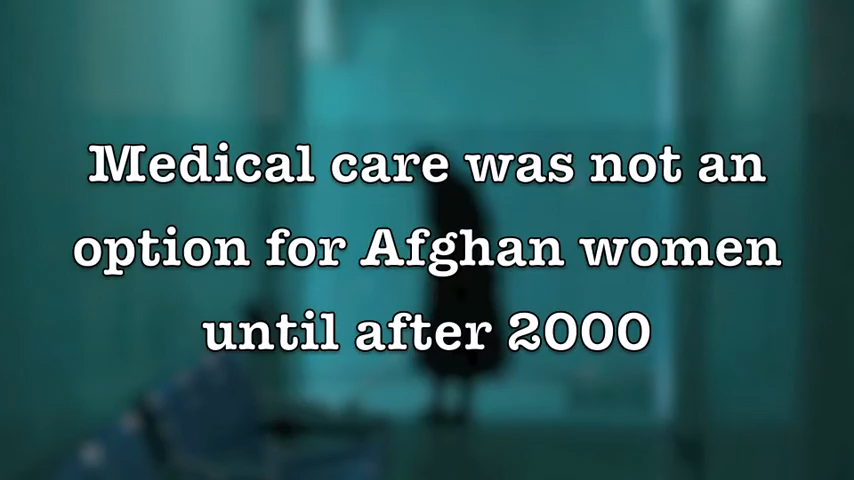 Medical care was not an
option for Afghan women
until after 2000